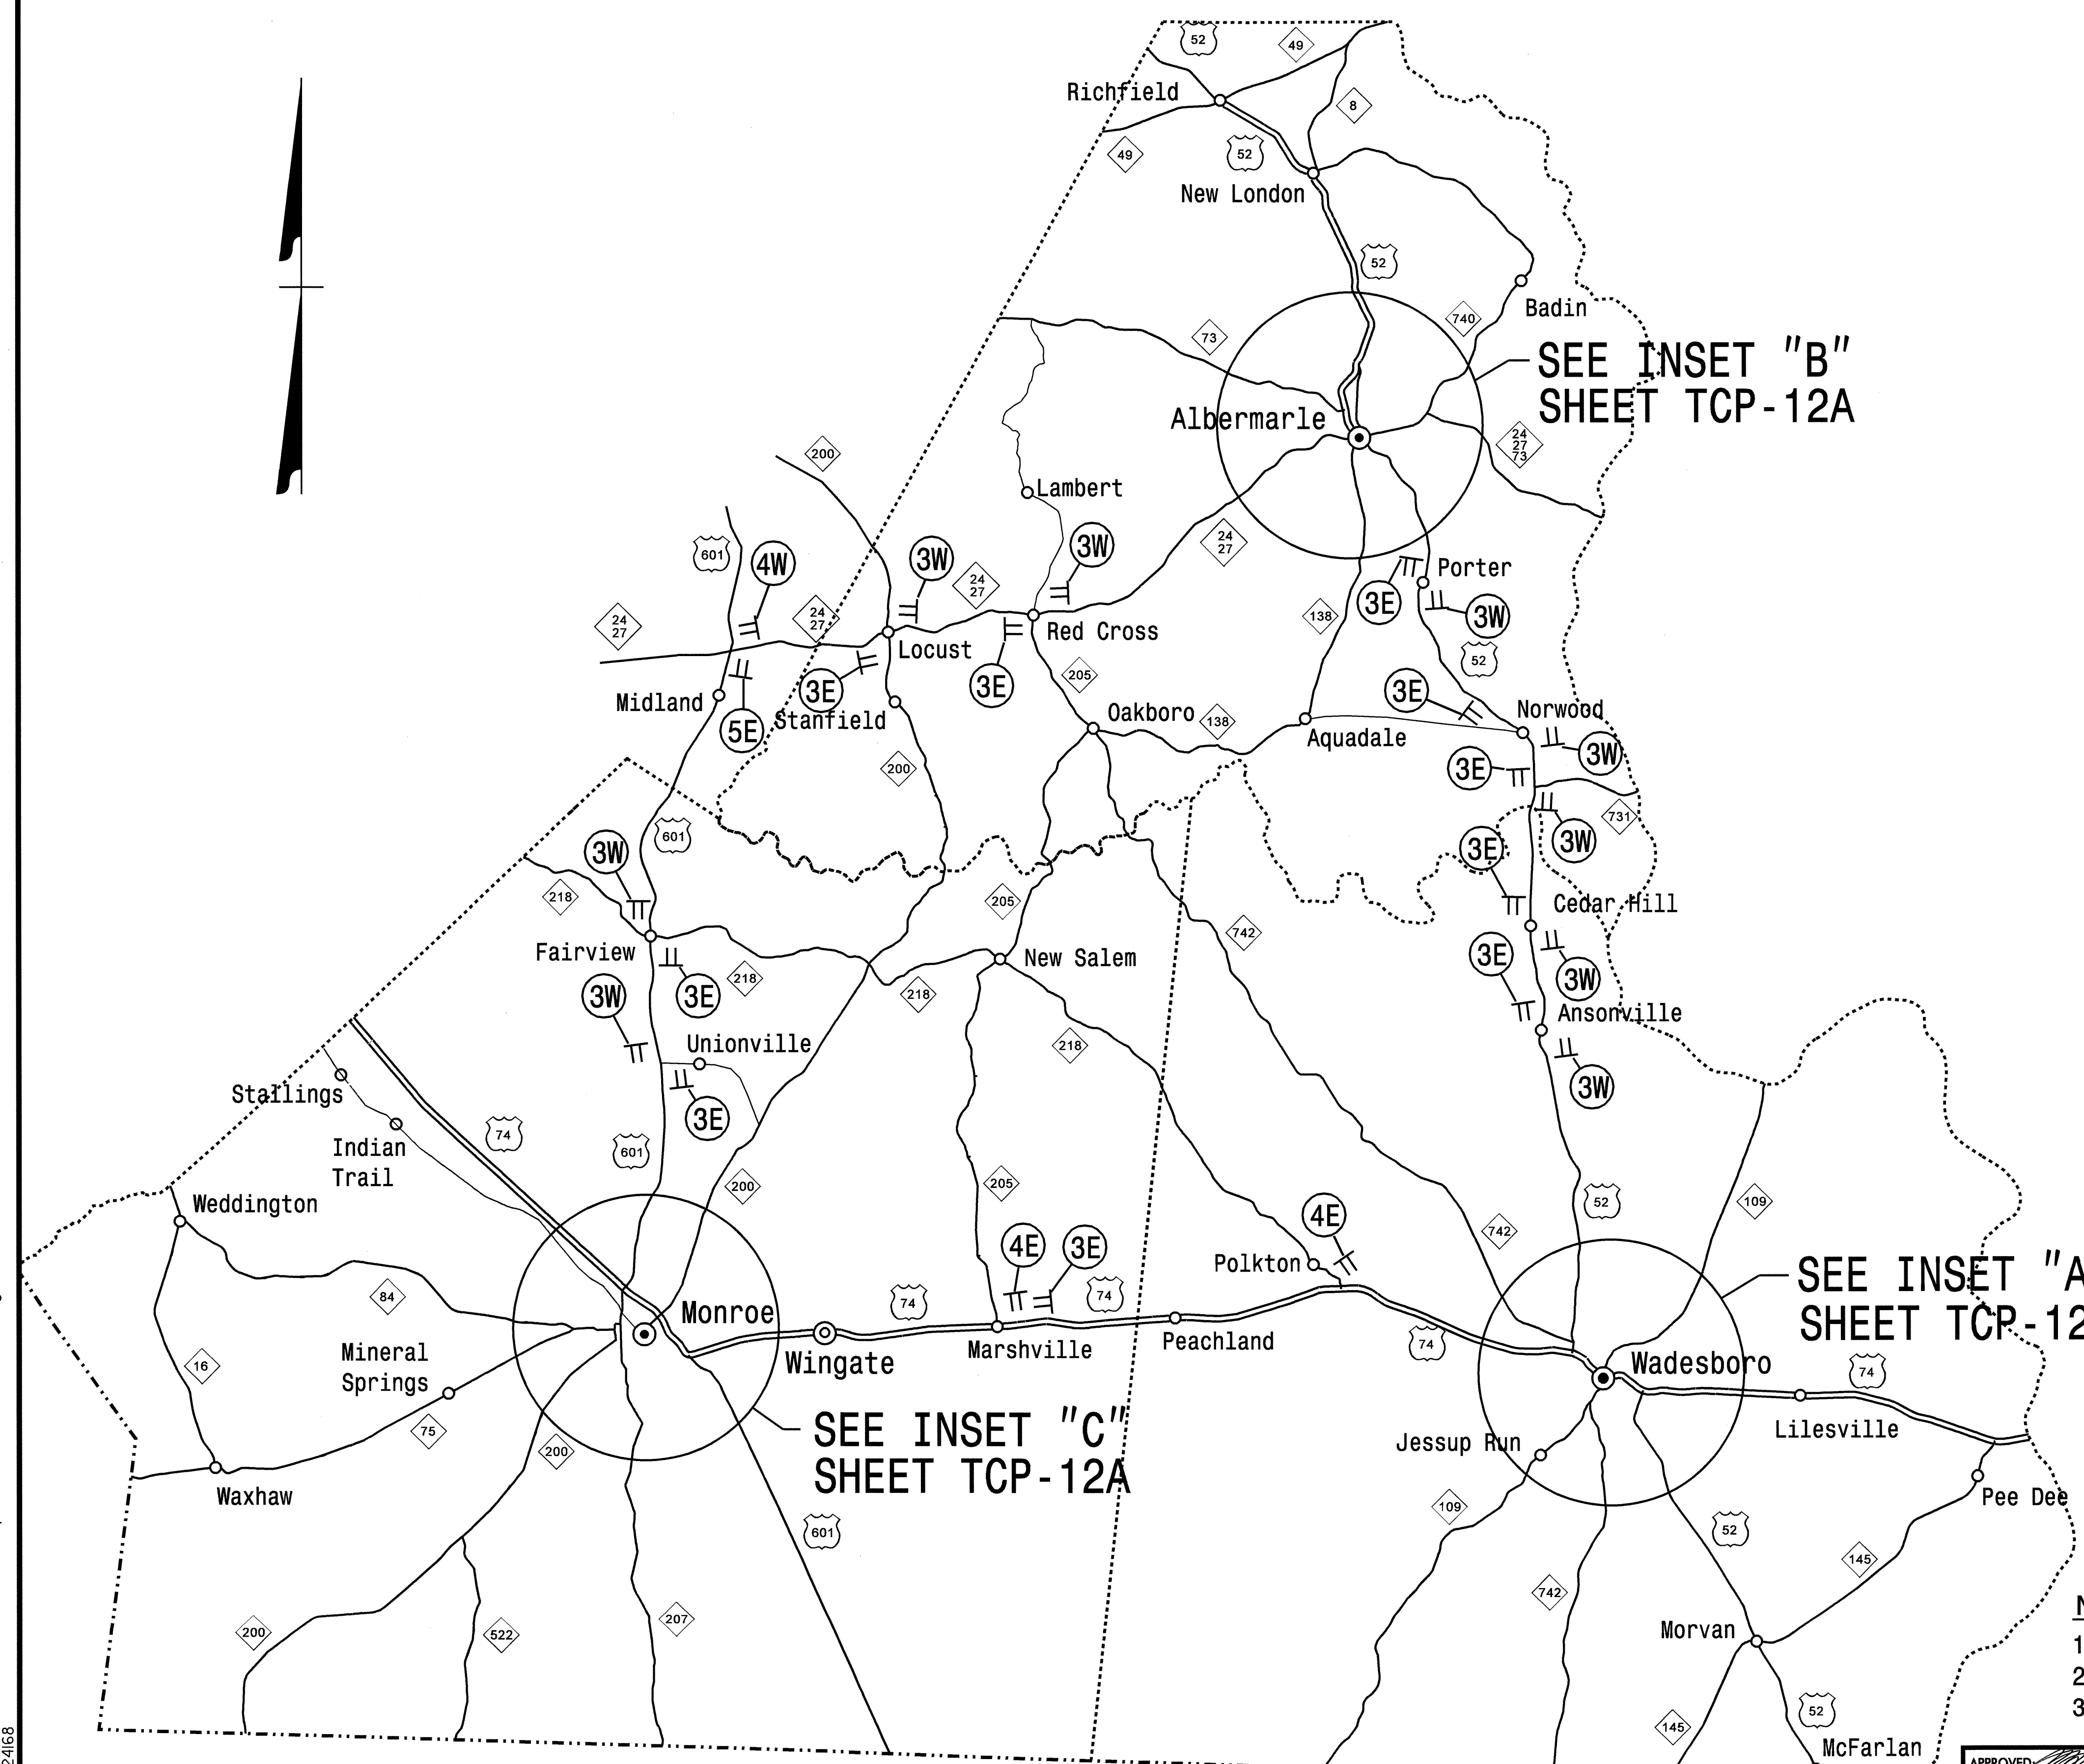 52
49
Richfield
8
49
52
New London
52
Badin
740
73
SEE INSET "B"
SHEET TCP-12A
Albermarle
24
27
73
200
Lambert
601
4W
3W
3W
24
27
24
27
24
27
24
27
Porter
3E
3W
138
Locust
Red Cross
52
Midland
3E
3E
205
3E
5E
Stanfield
Oakboro
138
Aquadale
Norwood
3W
3E
200
731
601
3W
3E
3W
218
205
Cedar Hill
742
Fairview
New Salem
3E
3W
3W
3E
218
218
Ansonville
Unionville
218
3W
Stallings
3E
74
Indian
Trail
601
200
205
52
109
Weddington
4E
742
4E
3E
Polkton
SEE INSET "A
SHEET TCP-12
84
74
74
Monroe
Peachland
74
Wadesboro
74
Mineral
Springs
16
Wingate
Marshville
75
200
SEE INSET "C"
SHEET TCP-12A
Jessup Run
Lilesville
Waxhaw
Pee Dee
109
52
601
145
742
200
522
207
Morvan
N
1
2
3
52
145
McFarlan
24168
APPROVED: